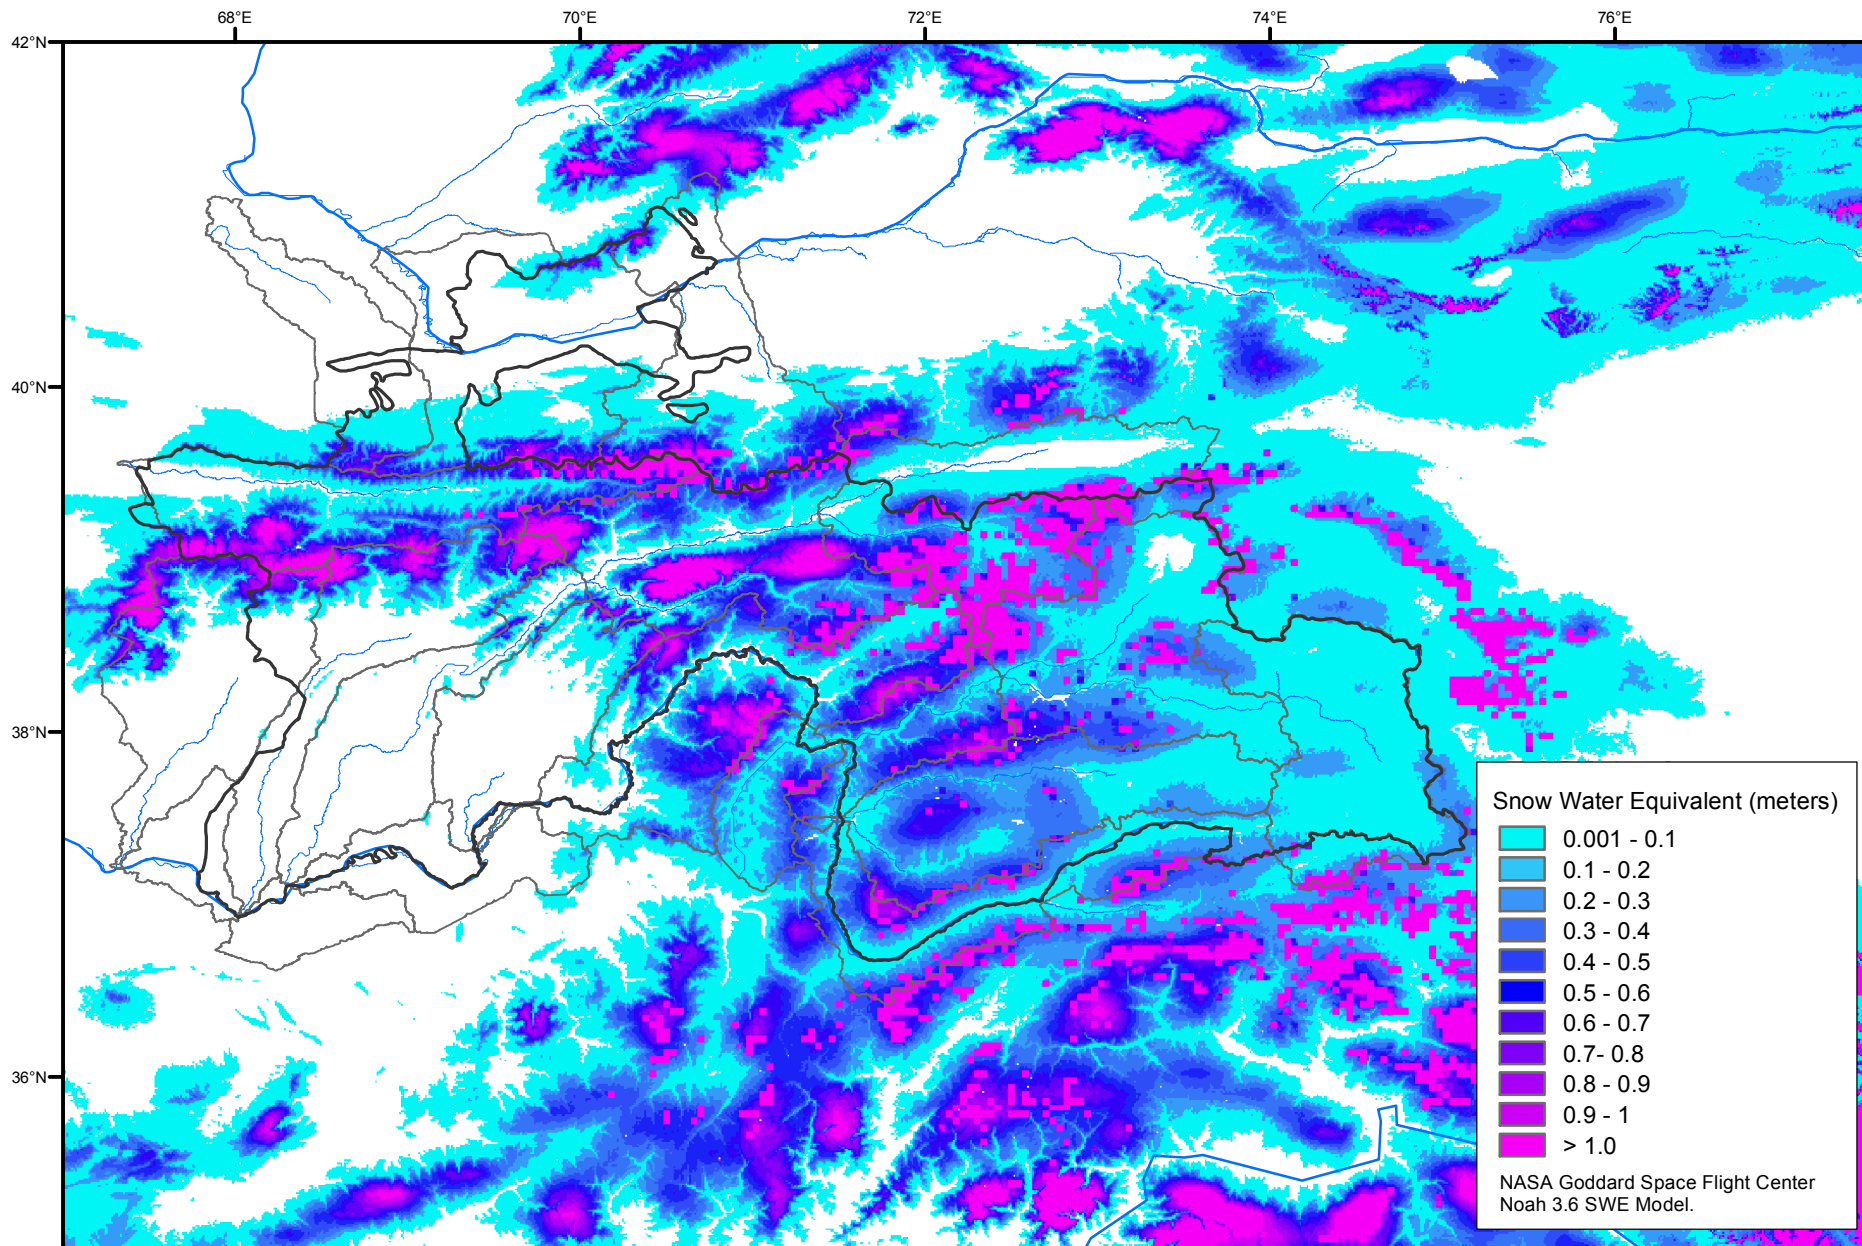 68°E 70°E 72°E 74°E 76°E
42°N
40°N
38°N
36°N
Snow Water Equivalent (meters)
0.001 - 0.1
0.1 - 0.2
0.2 - 0.3
0.3 - 0.4
0.4 - 0.5
0.5 - 0.6
0.6 - 0.7
0.7- 0.8
0.8 - 0.9
0.9 - 1
> 1.0
NASA Goddard Space Flight Center
Noah 3.6 SWE Model.